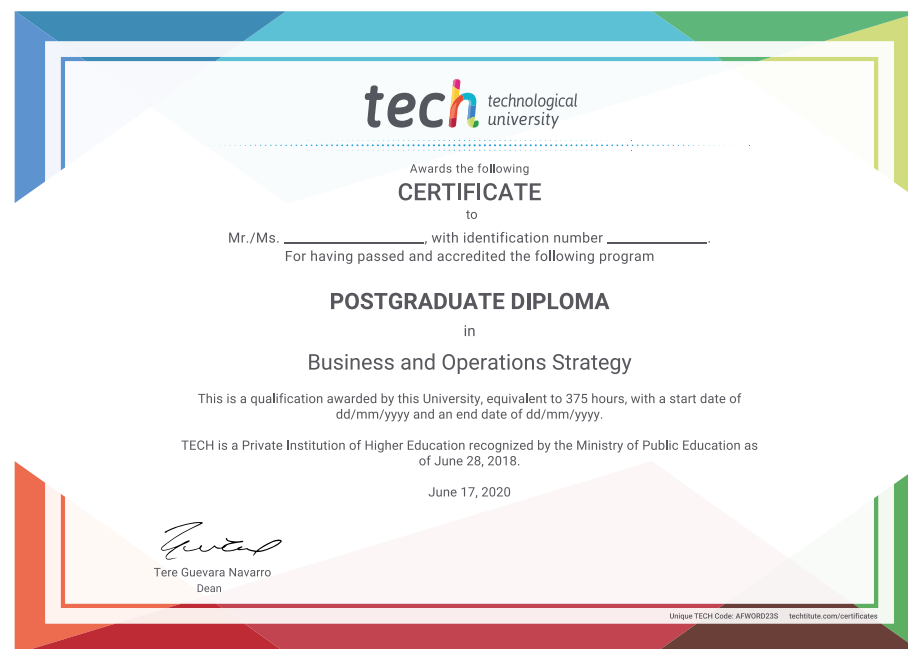 tech technological
university
Awards the following
CERTIFICATE
to
Mr./Ms. ____________, with identification number ____________.
For having passed and accredited the following program
POSTGRADUATE DIPLOMA
in
Business and Operations Strategy
This is a qualification awarded by this University, equivalent to 375 hours, with a start date of
dd/mm/yyyy and an end date of dd/mm/yyyy.
TECH is a Private Institution of Higher Education recognized by the Ministry of Public Education as
of June 28, 2018.
June 17, 2020
Tere Guevara Navarro
Dean
Unique TECH Code: AFWORD23S techtitute.com/certificates